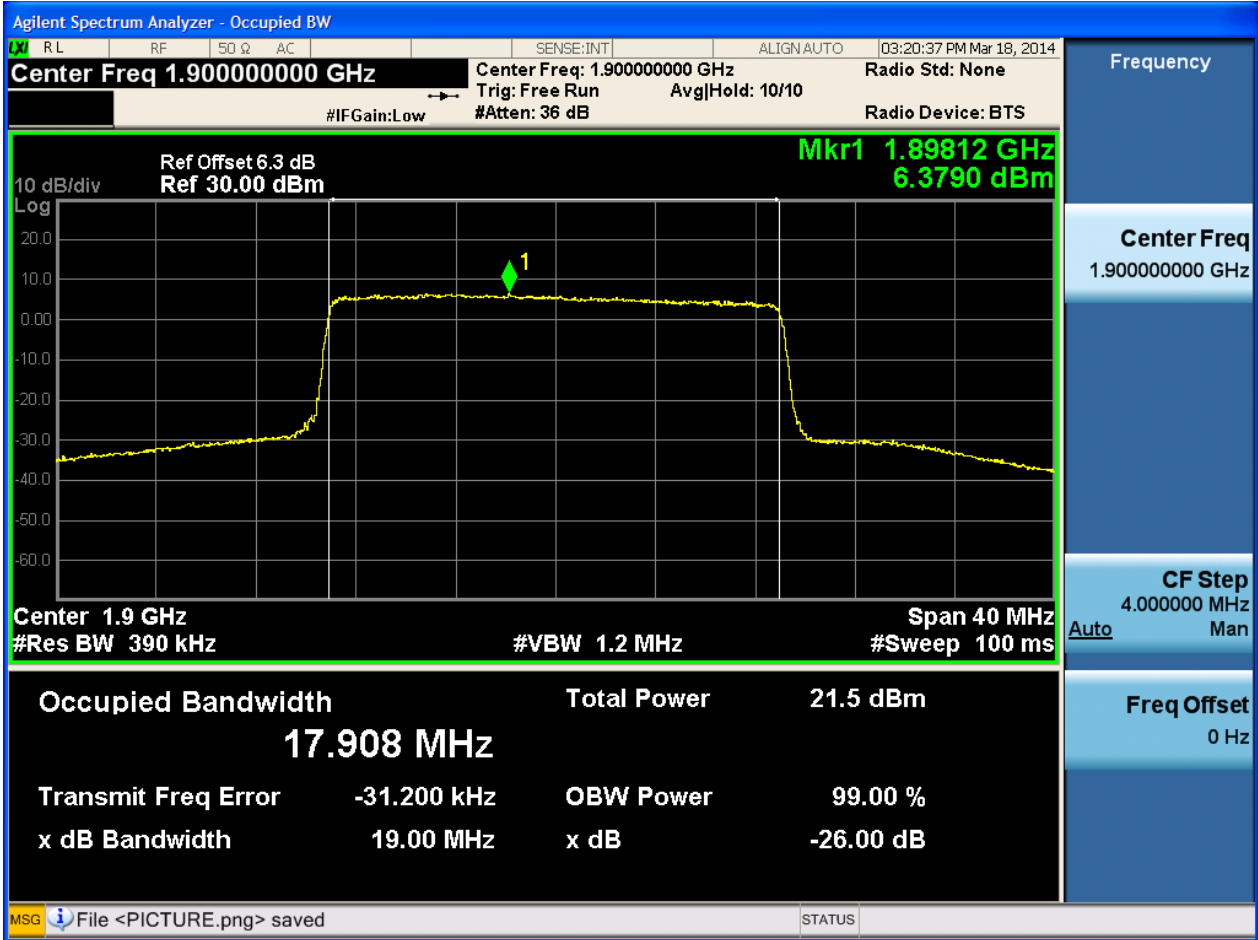 Agilent Spectrum Analyzer - Occupied BW
LXI RL RF 50 Ω AC SENSE:INT ALIGN AUTO 03:20:37 PM Mar 18, 2014
Center Freq 1.900000000 GHz
Center Freq: 1.900000000 GHz Radio Std: None
Trig: Free Run Avg|Hold: 10/10
#IFGain:Low #Atten: 36 dB Radio Device: BTS
Mkr1 1.89812 GHz
6.3790 dBm
Ref Offset 6.3 dB
10 dB/div Ref 30.00 dBm
Log
20.0
10.0
0.00
-10.0
-20.0
-30.0
-40.0
-50.0
-60.0
1
Center 1.9 GHz Span 40 MHz
#Res BW 390 kHz #VBW 1.2 MHz #Sweep 100 ms
Occupied Bandwidth Total Power 21.5 dBm
17.908 MHz
Transmit Freq Error -31.200 kHz OBW Power 99.00 %
x dB Bandwidth 19.00 MHz x dB -26.00 dB
Frequency
Center Freq
1.900000000 GHz
CF Step
4.000000 MHz
Auto Man
Freq Offset
0 Hz
MSG File <PICTURE.png> saved STATUS